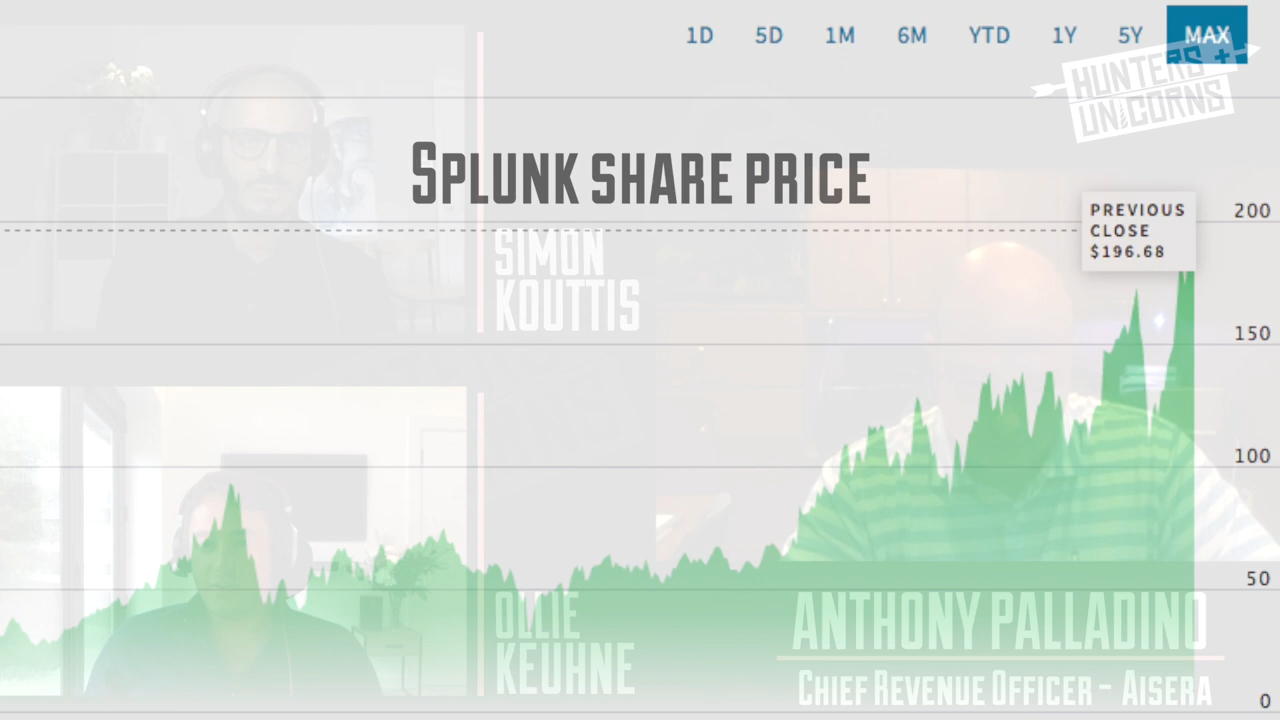 1D 5D 1M 6M YTD 1Y 5Y MAX
HUNTERS +
UNICORNS
SPLUNK SHARE PRICE
PREVIOUS
CLOSE
$196.68
200
SIMON
KOUTTIS
150
100
50
OLLIE
KEUHNE
ANTHONY PALLADINO
CHIEF REVENUE OFFICER - AISERA
0